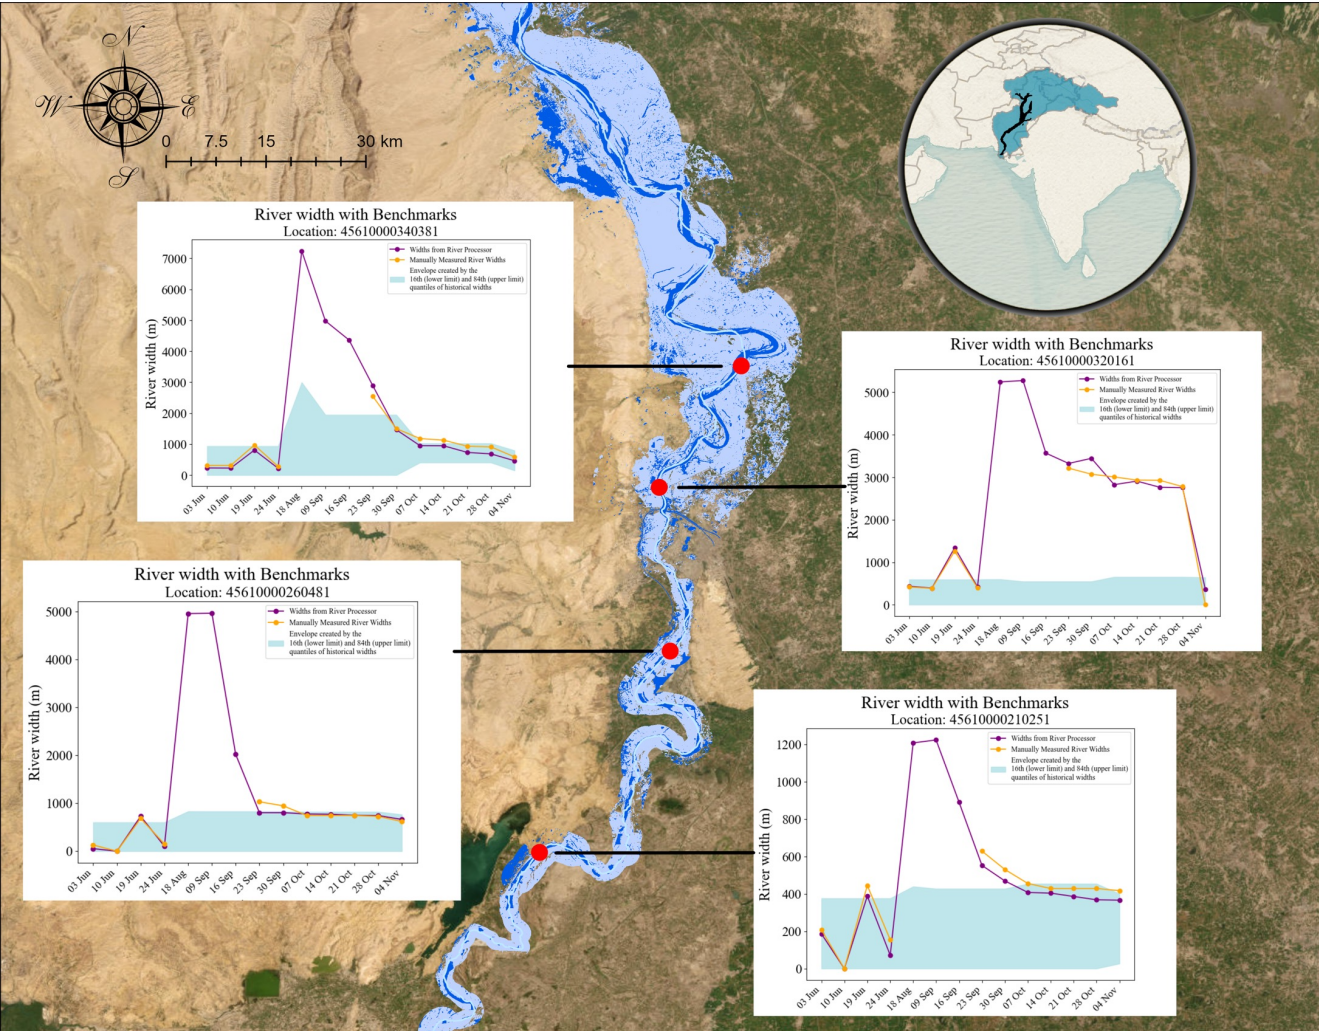 N
W
E
S
0 7.5 15 30 km
River width with Benchmarks
Location: 45610000340381
Widths from River Processor
Manually Measured River Widths
Envelope created by the
16th (lower limit) and 84th (upper limit)
quantiles of historical widths
River width (m)
7000
6000
5000
4000
3000
2000
1000
0
03 Jun
10 Jun
19 Jun
24 Jun
18 Aug
09 Sep
16 Sep
23 Sep
30 Sep
07 Oct
14 Oct
21 Oct
28 Oct
04 Nov
River width with Benchmarks
Location: 45610000320161
Widths from River Processor
Manually Measured River Widths
Envelope created by the
16th (lower limit) and 84th (upper limit)
quantiles of historical widths
River width (m)
5000
4000
3000
2000
1000
0
03 Jun
10 Jun
19 Jun
24 Jun
18 Aug
09 Sep
16 Sep
23 Sep
30 Sep
07 Oct
14 Oct
21 Oct
28 Oct
04 Nov
River width with Benchmarks
Location: 45610000260481
Widths from River Processor
Manually Measured River Widths
Envelope created by the
16th (lower limit) and 84th (upper limit)
quantiles of historical widths
River width (m)
5000
4000
3000
2000
1000
0
03 Jun
10 Jun
19 Jun
24 Jun
18 Aug
09 Sep
16 Sep
23 Sep
30 Sep
07 Oct
14 Oct
21 Oct
28 Oct
04 Nov
River width with Benchmarks
Location: 45610000210251
Widths from River Processor
Manually Measured River Widths
Envelope created by the
16th (lower limit) and 84th (upper limit)
quantiles of historical widths
River width (m)
1200
1000
800
600
400
200
0
03 Jun
10 Jun
19 Jun
24 Jun
18 Aug
09 Sep
16 Sep
23 Sep
30 Sep
07 Oct
14 Oct
21 Oct
28 Oct
04 Nov